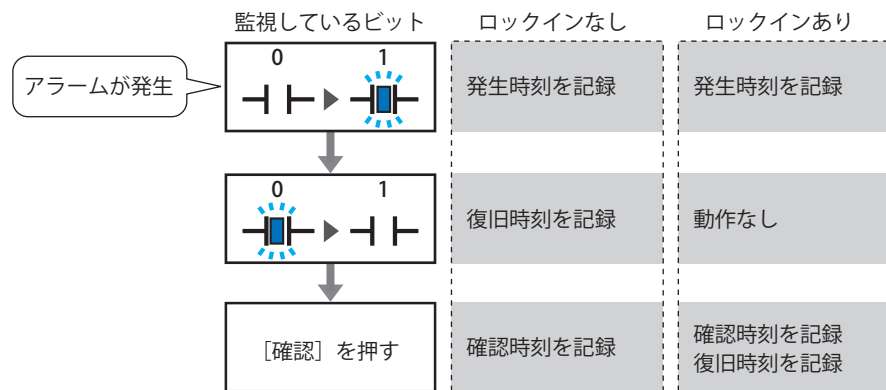 監視しているビット
ロックインなし
ロックインあり
アラームが発生
0 1
発生時刻を記録
発生時刻を記録
0 1
復旧時刻を記録
動作なし
［確認］を押す
確認時刻を記録
確認時刻を記録
復旧時刻を記録